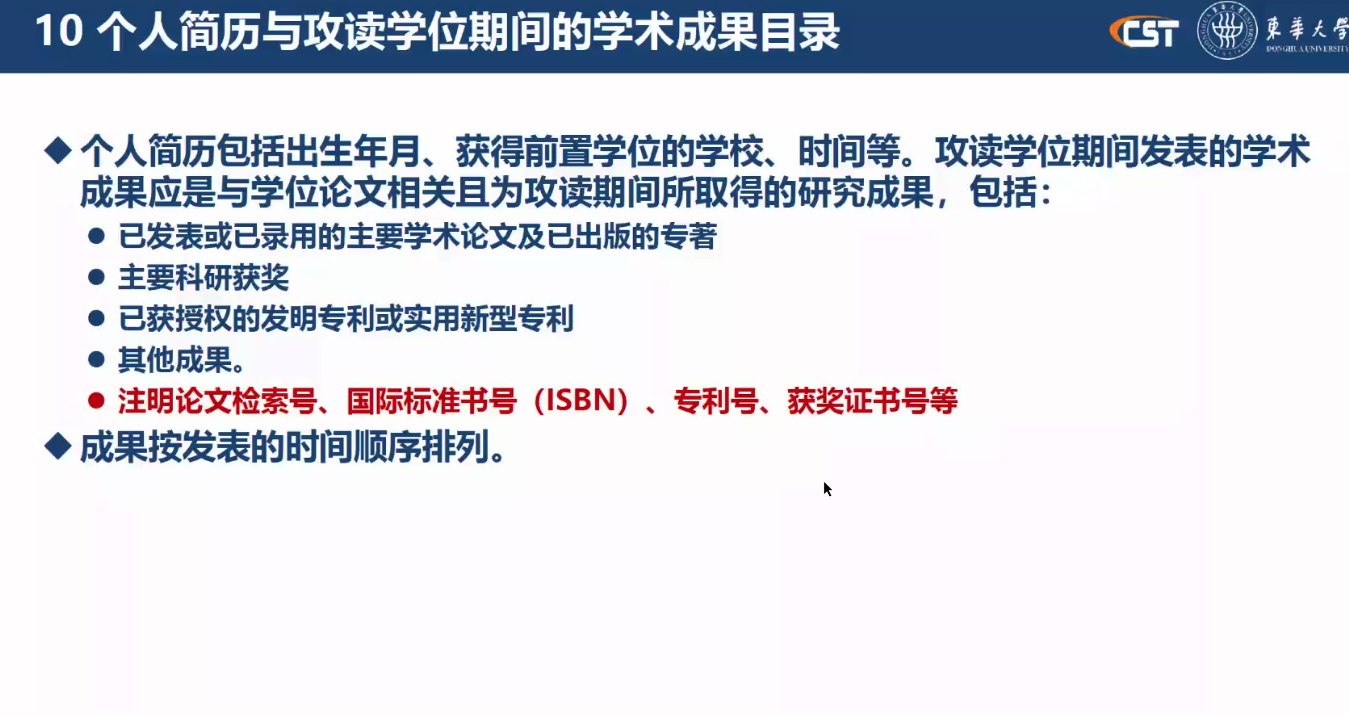 10 个人简历与攻读学位期间的学术成果目录
CST
東華大學
DONGHUA UNIVERSITY
◆ 个人简历包括出生年月、获得前置学位的学校、时间等。攻读学位期间发表的学术
成果应是与学位论文相关且为攻读期间所取得的研究成果，包括：
● 已发表或已录用的主要学术论文及已出版的专著
● 主要科研获奖
● 已获授权的发明专利或实用新型专利
● 其他成果。
● 注明论文检索号、国际标准书号（ISBN）、专利号、获奖证书号等
◆ 成果按发表的时间顺序排列。